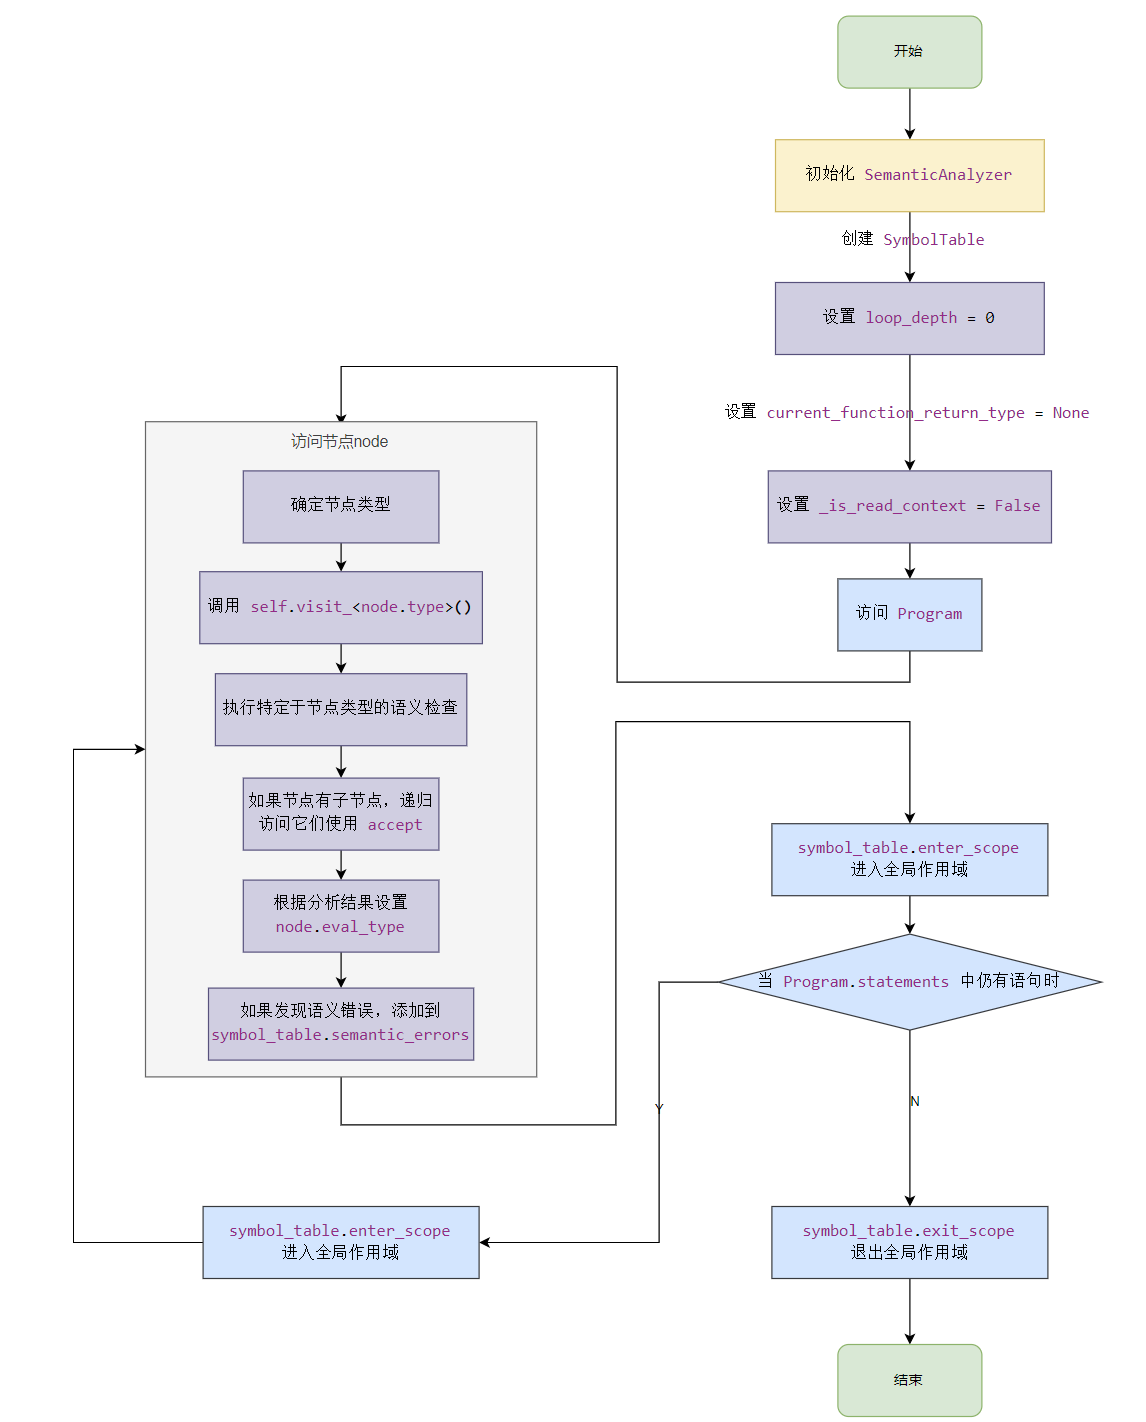 开始
初始化 SemanticAnalyzer
创建 SymbolTable
设置 loop_depth = 0
设置 current_function_return_type = None
设置 _is_read_context = False
访问 Program
访问节点node
确定节点类型
调用 self.visit_<node.type>()
执行特定于节点类型的语义检查
如果节点有子节点，递归
访问它们使用 accept
根据分析结果设置
node.eval_type
如果发现语义错误，添加到
symbol_table.semantic_errors
symbol_table.enter_scope
进入全局作用域
当 Program.statements 中仍有语句时
Y
N
symbol_table.enter_scope
进入全局作用域
symbol_table.exit_scope
退出全局作用域
结束